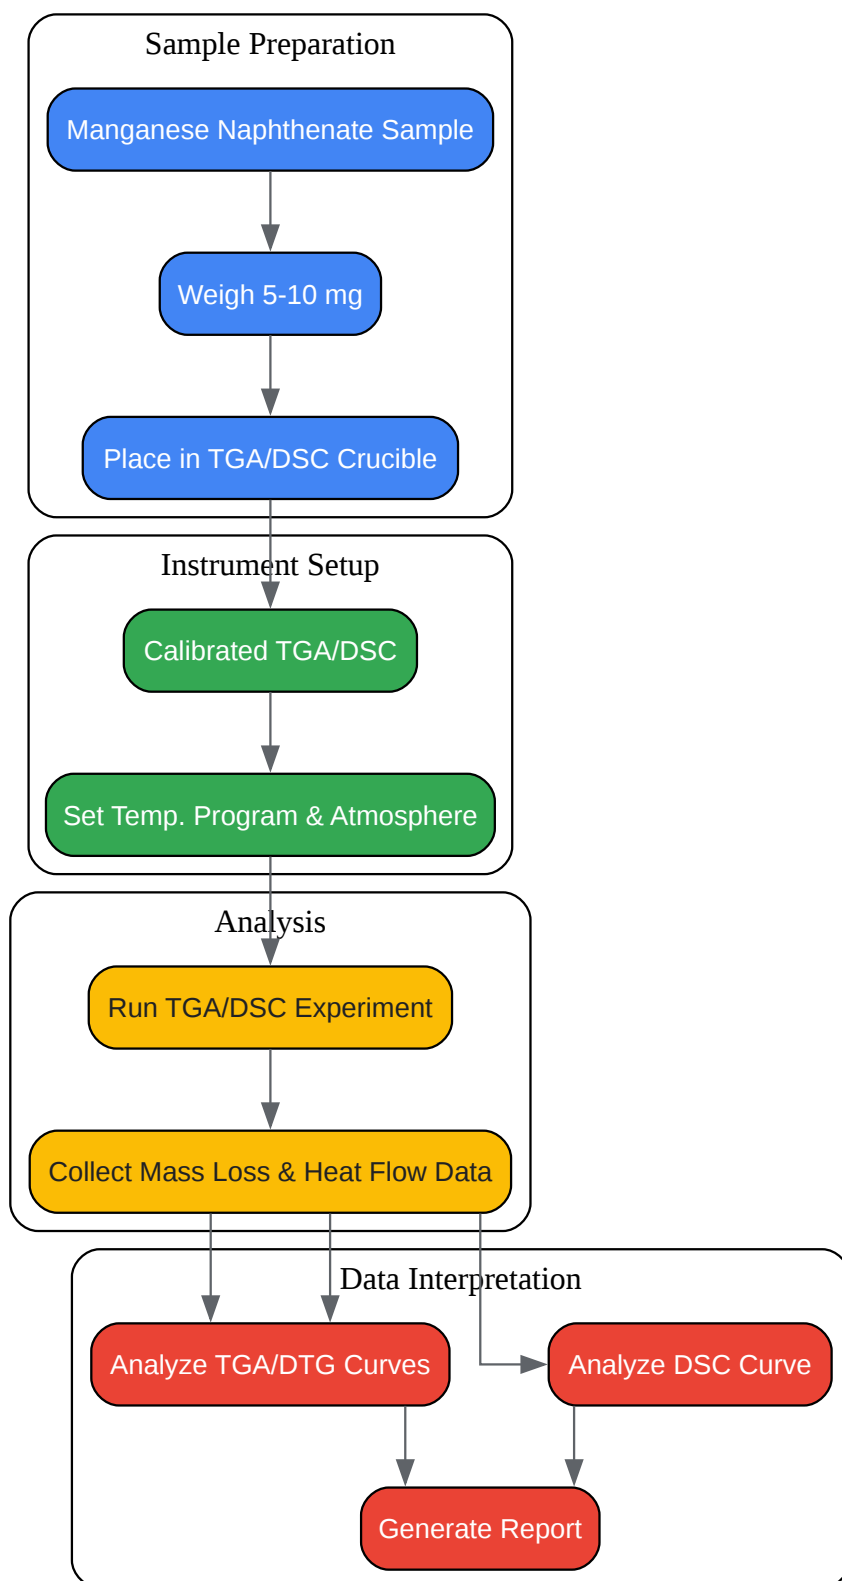 Sample Preparation
Manganese Naphthenate Sample
Weigh 5-10 mg
Place in TGA/DSC Crucible
Instrument Setup
Calibrated TGA/DSC
Set Temp. Program & Atmosphere
Analysis
Run TGA/DSC Experiment
Collect Mass Loss & Heat Flow Data
Data Interpretation
Analyze TGA/DTG Curves
Analyze DSC Curve
Generate Report